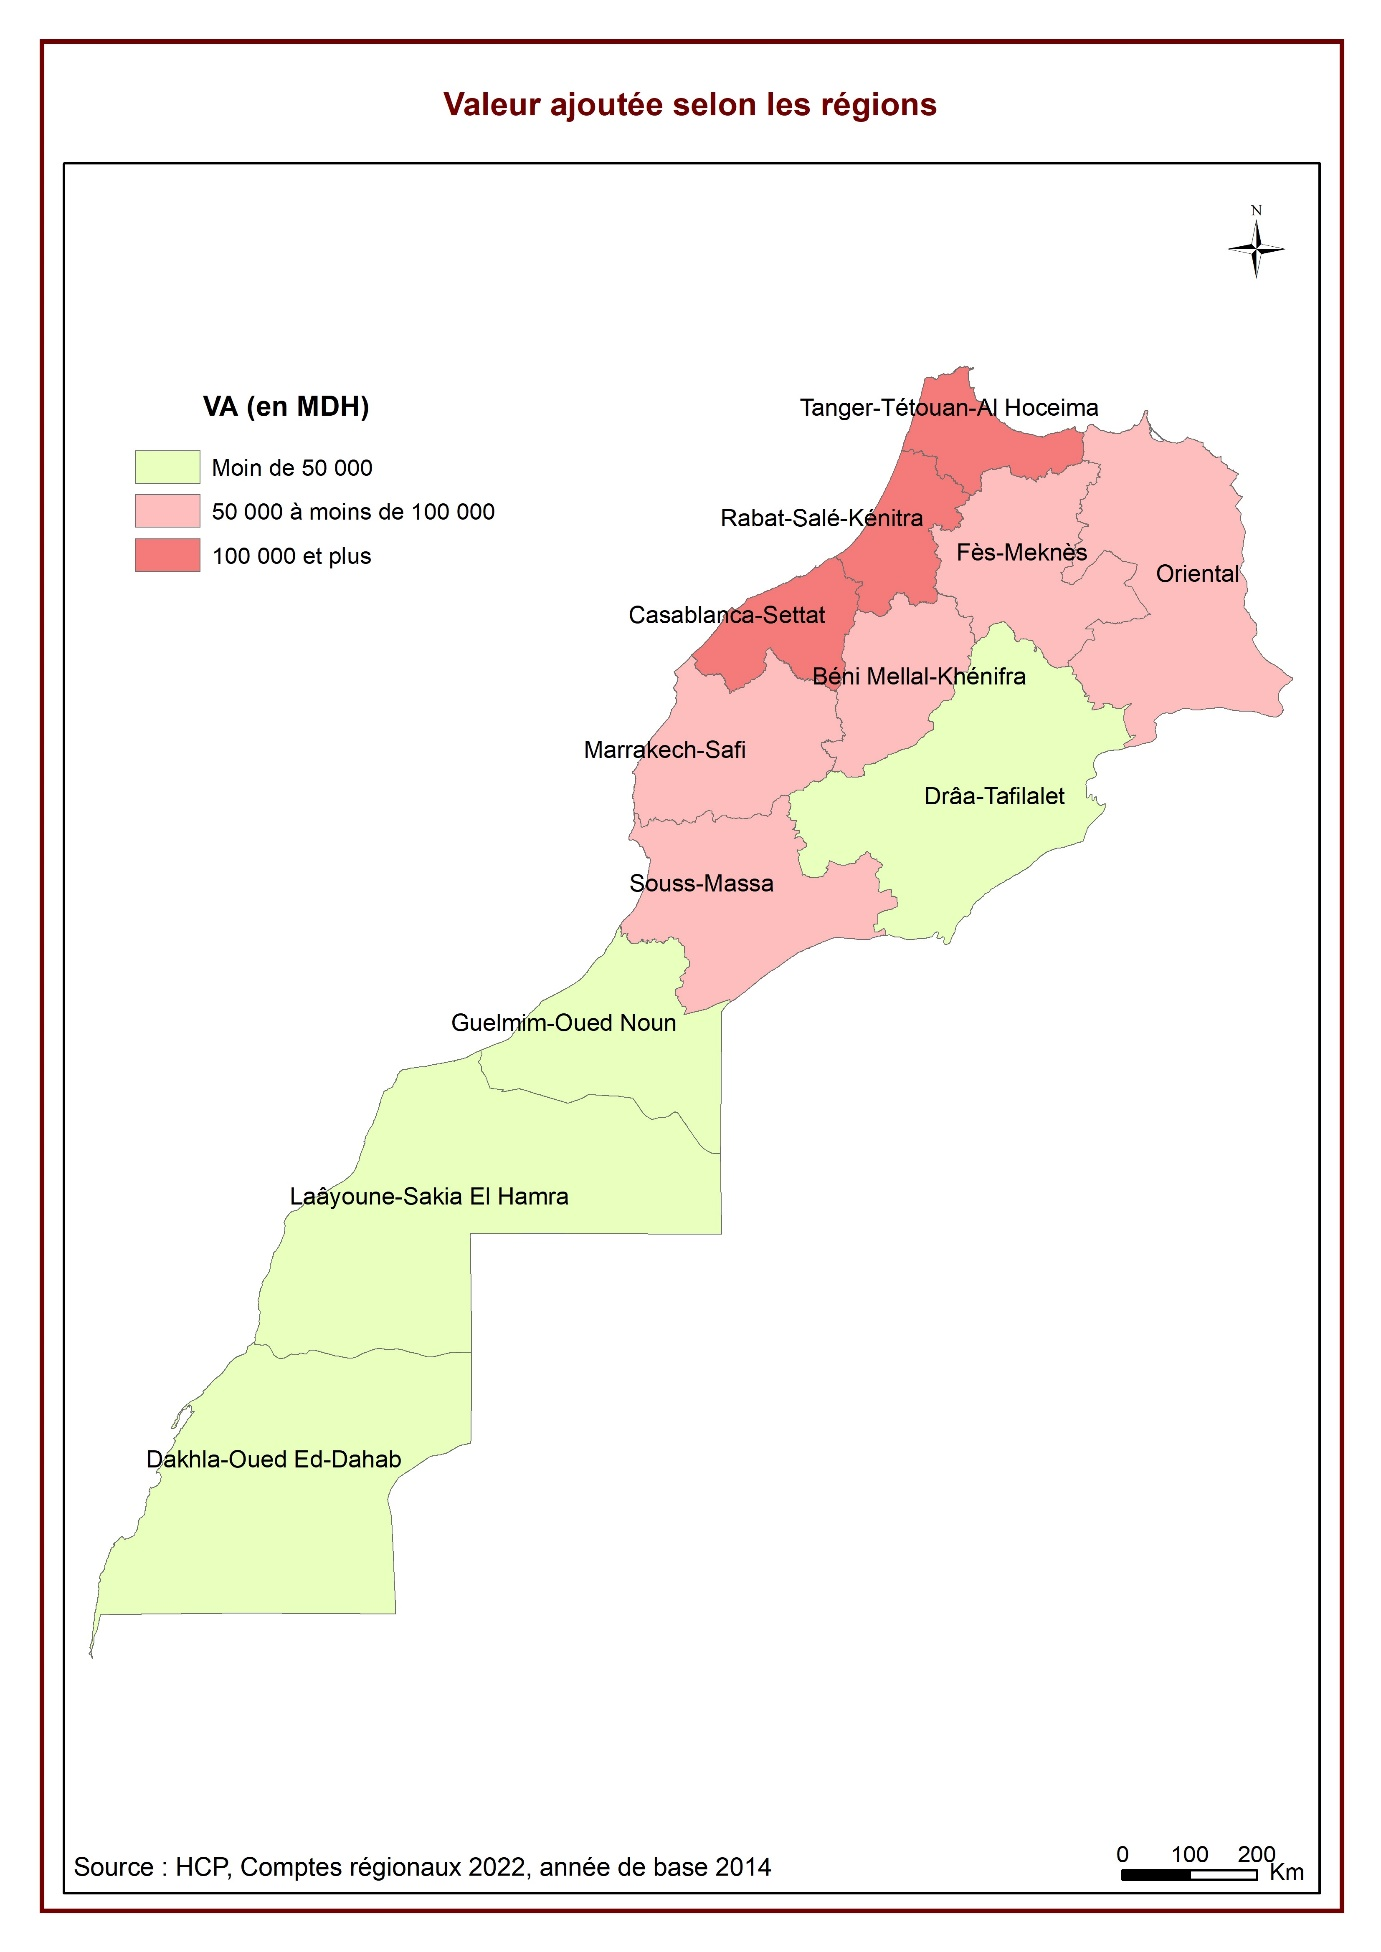 Valeur ajoutée selon les régions
N
VA (en MDH)
Moin de 50 000
50 000 à moins de 100 000
100 000 et plus
Tanger-Tétouan-Al Hoceima
Rabat-Salé-Kénitra
Fès-Meknès
Oriental
Casablanca-Settat
Béni Mellal-Khénifra
Marrakech-Safi
Drâa-Tafilalet
Souss-Massa
Guelmim-Oued Noun
Laâyoune-Sakia El Hamra
Dakhla-Oued Ed-Dahab
Source : HCP, Comptes régionaux 2022, année de base 2014
0 100 200
Km